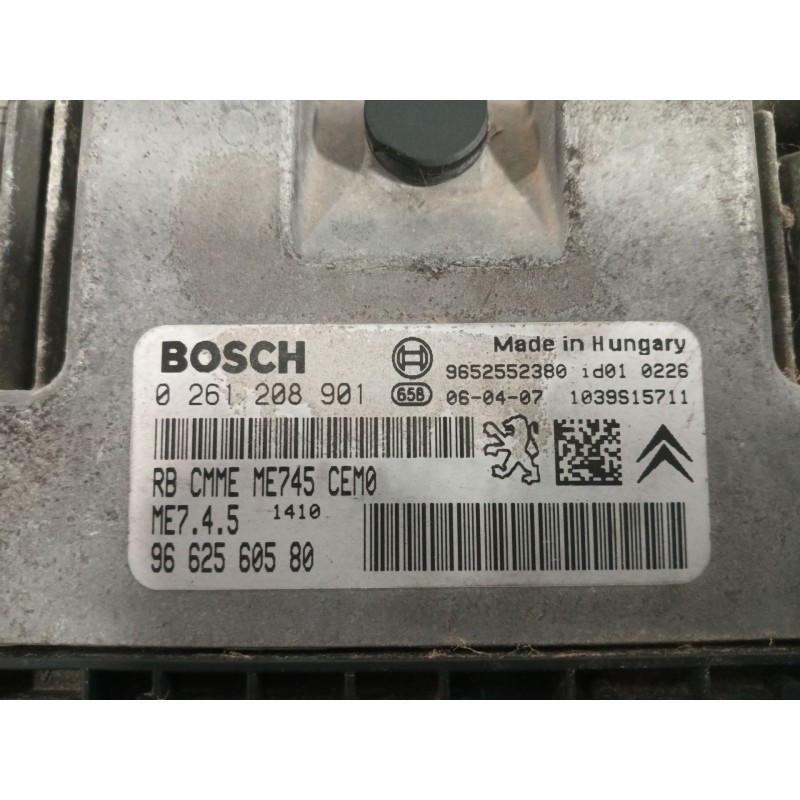 BOSCH
Made in Hungary
9652552380 id01 0226
0 261 208 901
658
06-04-07 1039S15711
RB CMME ME745 CEM0
ME7.4.5 1410
96 625 605 80